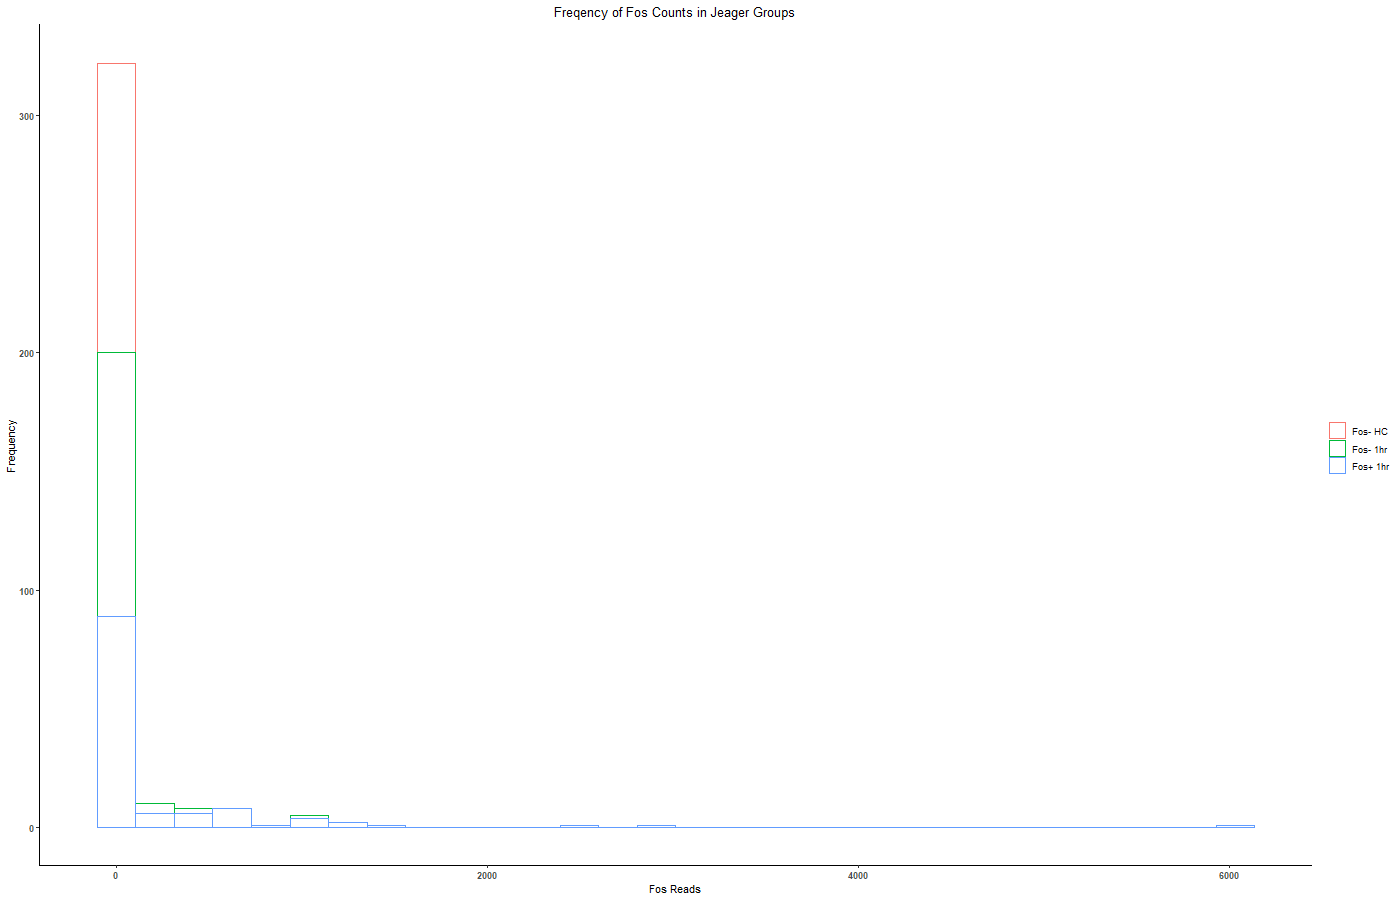 Freqency of Fos Counts in Jeager Groups
300
200
100
0
Frequency
0
2000
4000
6000
Fos Reads
Fos- HC
Fos- 1hr
Fos+ 1hr